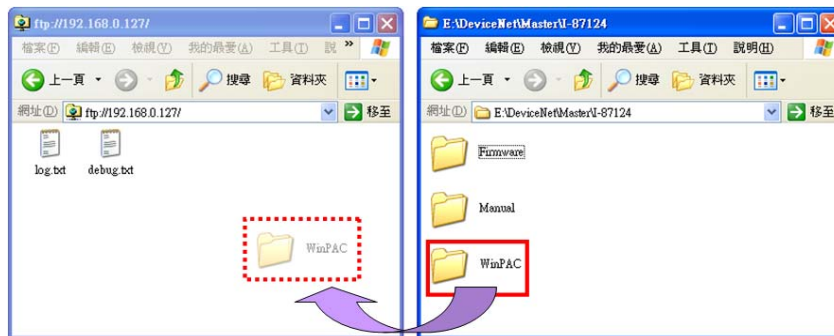 ftp://192.168.0.127/
檔案(F) 編輯(E) 檢視(V) 我的最愛(A) 工具(T) 説 »
上一頁 搜尋 資料夾
網址(D) ftp://192.168.0.127/ 移至
log.txt debug.txt
WinPAC
E:\DeviceNet\Master\I-87124
檔案(F) 編輯(E) 檢視(V) 我的最愛(A) 工具(T) 説明(H)
上一頁 搜尋 資料夾
網址(D) E:\DeviceNet\Master\I-87124 移至
Firmware
Manual
WinPAC